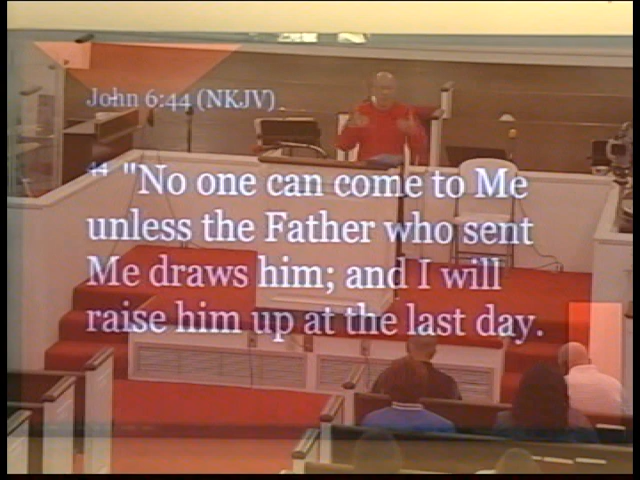 John 6:44 (NKJV)
44 "No one can come to Me
unless the Father who sent
Me draws him; and I will
raise him up at the last day.